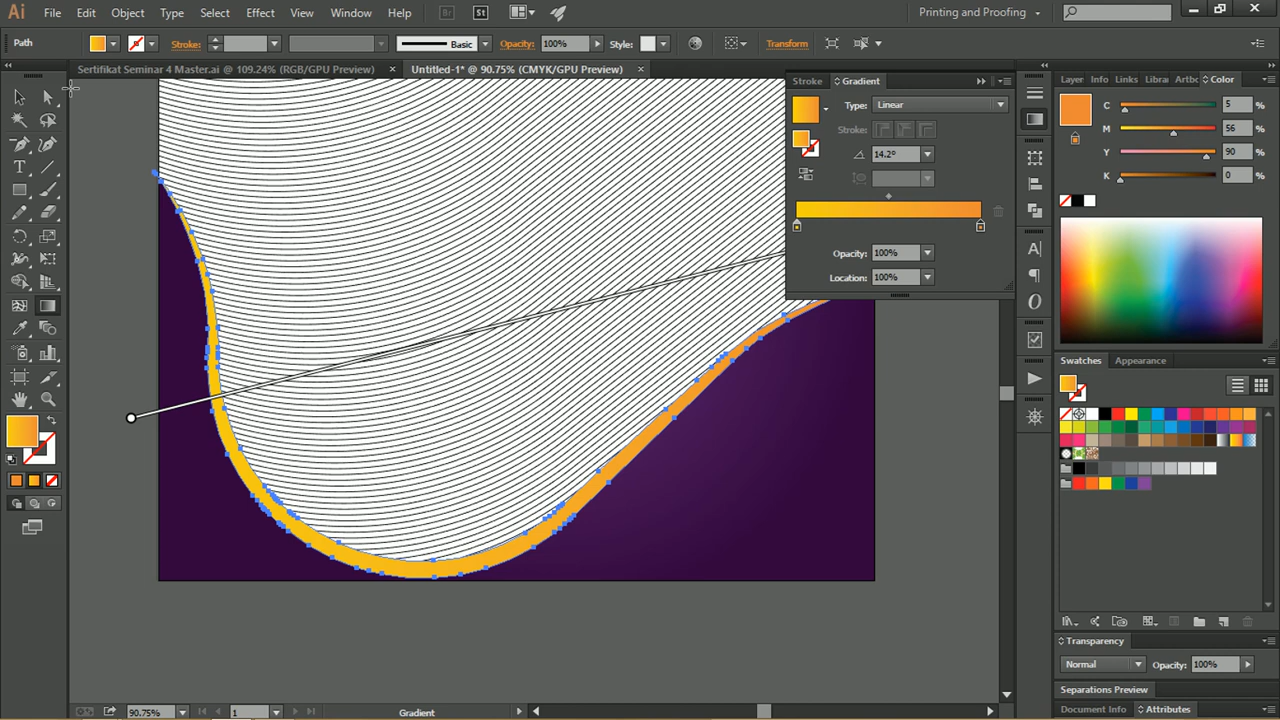 Ai File Edit Object Type Select Effect View Window Help Br St Printing and Proofing
Path Stroke: Basic Opacity: 100% Style: Transform
Sertifikat Seminar 4 Master.ai @ 109.24% (RGB/GPU Preview) × Untitled-1* @ 90.75% (CMYK/GPU Preview) ×
Stroke Gradient
Type: Linear
Stroke:
14.2°
Opacity: 100%
Location: 100%
Layer Info Links Librar Artbo Color
C 5 %
M 56 %
Y 90 %
K 0 %
Swatches Appearance
Transparency
Normal Opacity: 100%
Separations Preview
Document Info Attributes
90.75% 1 Gradient